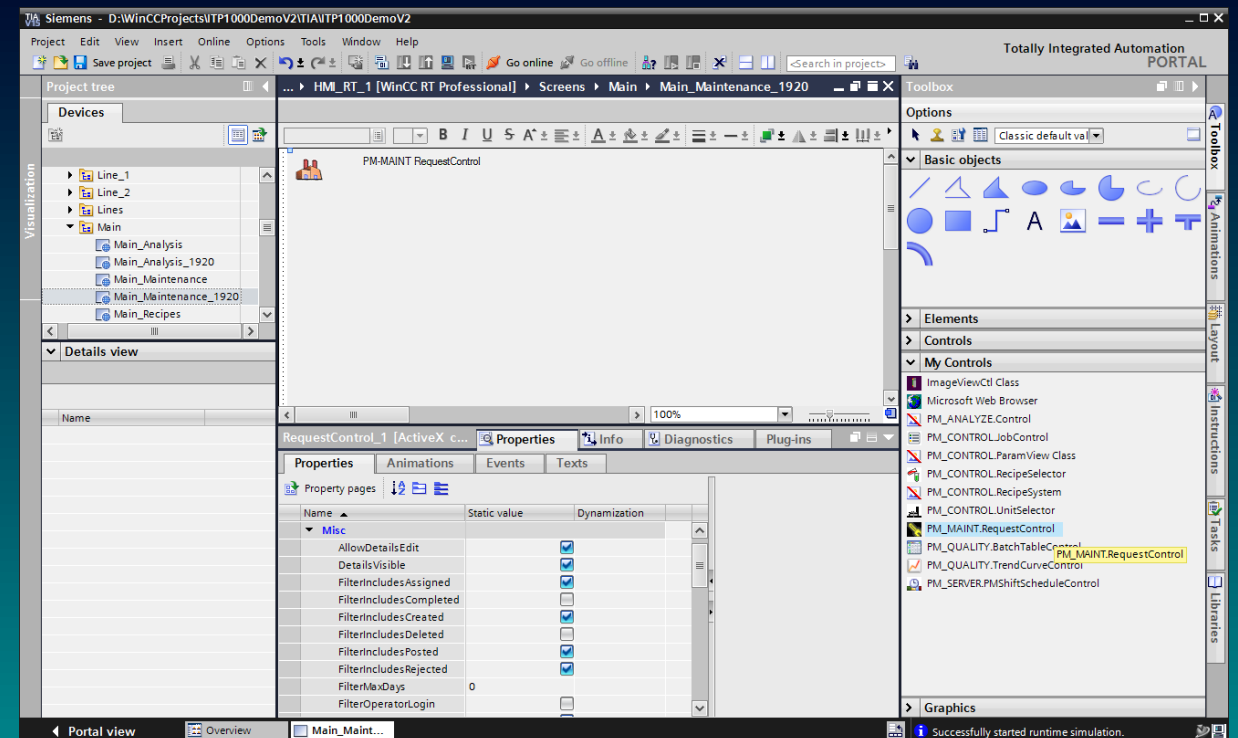 Siemens - D:\WinCCProjects\ITP1000DemoV2\TIA\ITP1000DemoV2
Project Edit View Insert Online Options Tools Window Help
Totally Integrated Automation
PORTAL
Save project
Go online
Go offline
<Search in project>
Project tree
... HMI_RT_1 [WinCC RT Professional] Screens Main Main_Maintenance_1920
Toolbox
Devices
Options
Classic default val
B I U S A
Basic objects
PM-MAINT RequestControl
Line_1
Line_2
Lines
Main
Main_Analysis
Main_Analysis_1920
Main_Maintenance
Main_Maintenance_1920
Main_Recipes
Visualization
A
Elements
Controls
My Controls
ImageViewCtl Class
Microsoft Web Browser
PM_ANALYZE.Control
PM_CONTROL.JobControl
PM_CONTROL.ParamView Class
PM_CONTROL.RecipeSelector
PM_CONTROL.RecipeSystem
PM_CONTROL.UnitSelector
PM_MAINT.RequestControl
PM_QUALITY.BatchTableControl
PM_MAINT.RequestControl
PM_QUALITY.TrendCurveControl
PM_SERVER.PMShiftScheduleControl
Graphics
Toolbox
Animations
Layout
Instructions
Tasks
Libraries
Details view
Name
100%
RequestControl_1 [ActiveX c...
Properties
Info
Diagnostics
Plug-ins
Properties Animations Events Texts
Property pages
Name Static value Dynamization
Misc
AllowDetailsEdit
DetailsVisible
FilterIncludesAssigned
FilterIncludesCompleted
FilterIncludesCreated
FilterIncludesDeleted
FilterIncludesPosted
FilterIncludesRejected
FilterMaxDays 0
FilterOperatorLogin
Portal view
Overview
Main_Maint...
Successfully started runtime simulation.